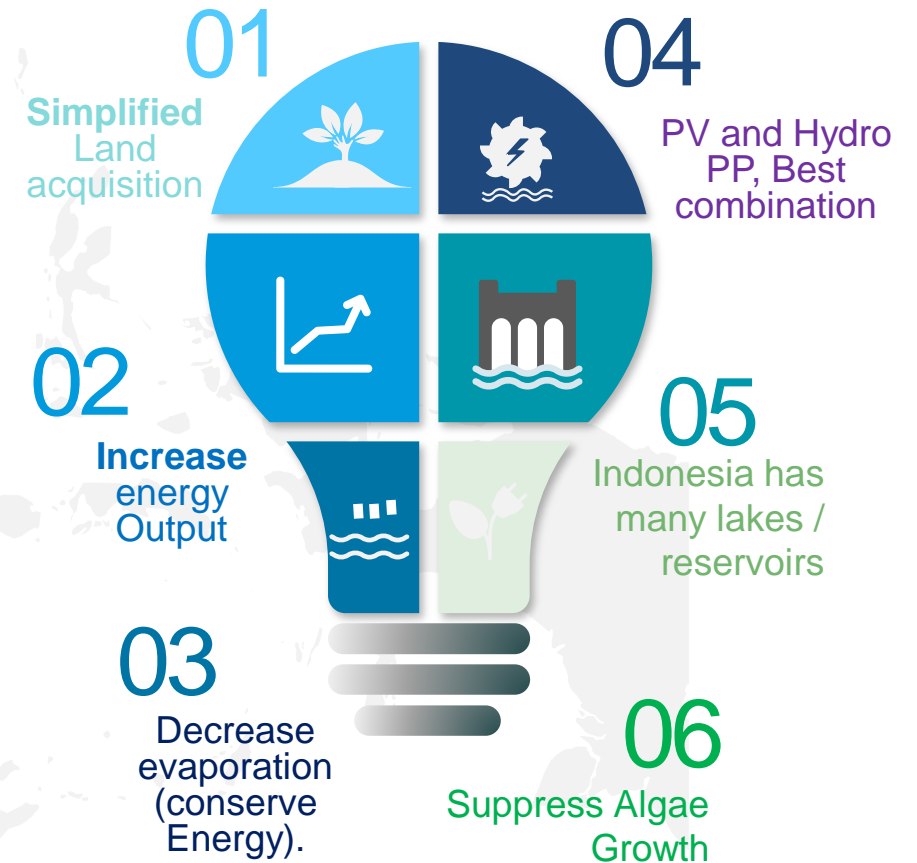 01
Simplified
Land
acquisition
02
Increase
energy
Output
03
Decrease
evaporation
(conserve
Energy).
04
PV and Hydro
PP, Best
combination
05
Indonesia has
many lakes /
reservoirs
06
Suppress Algae
Growth